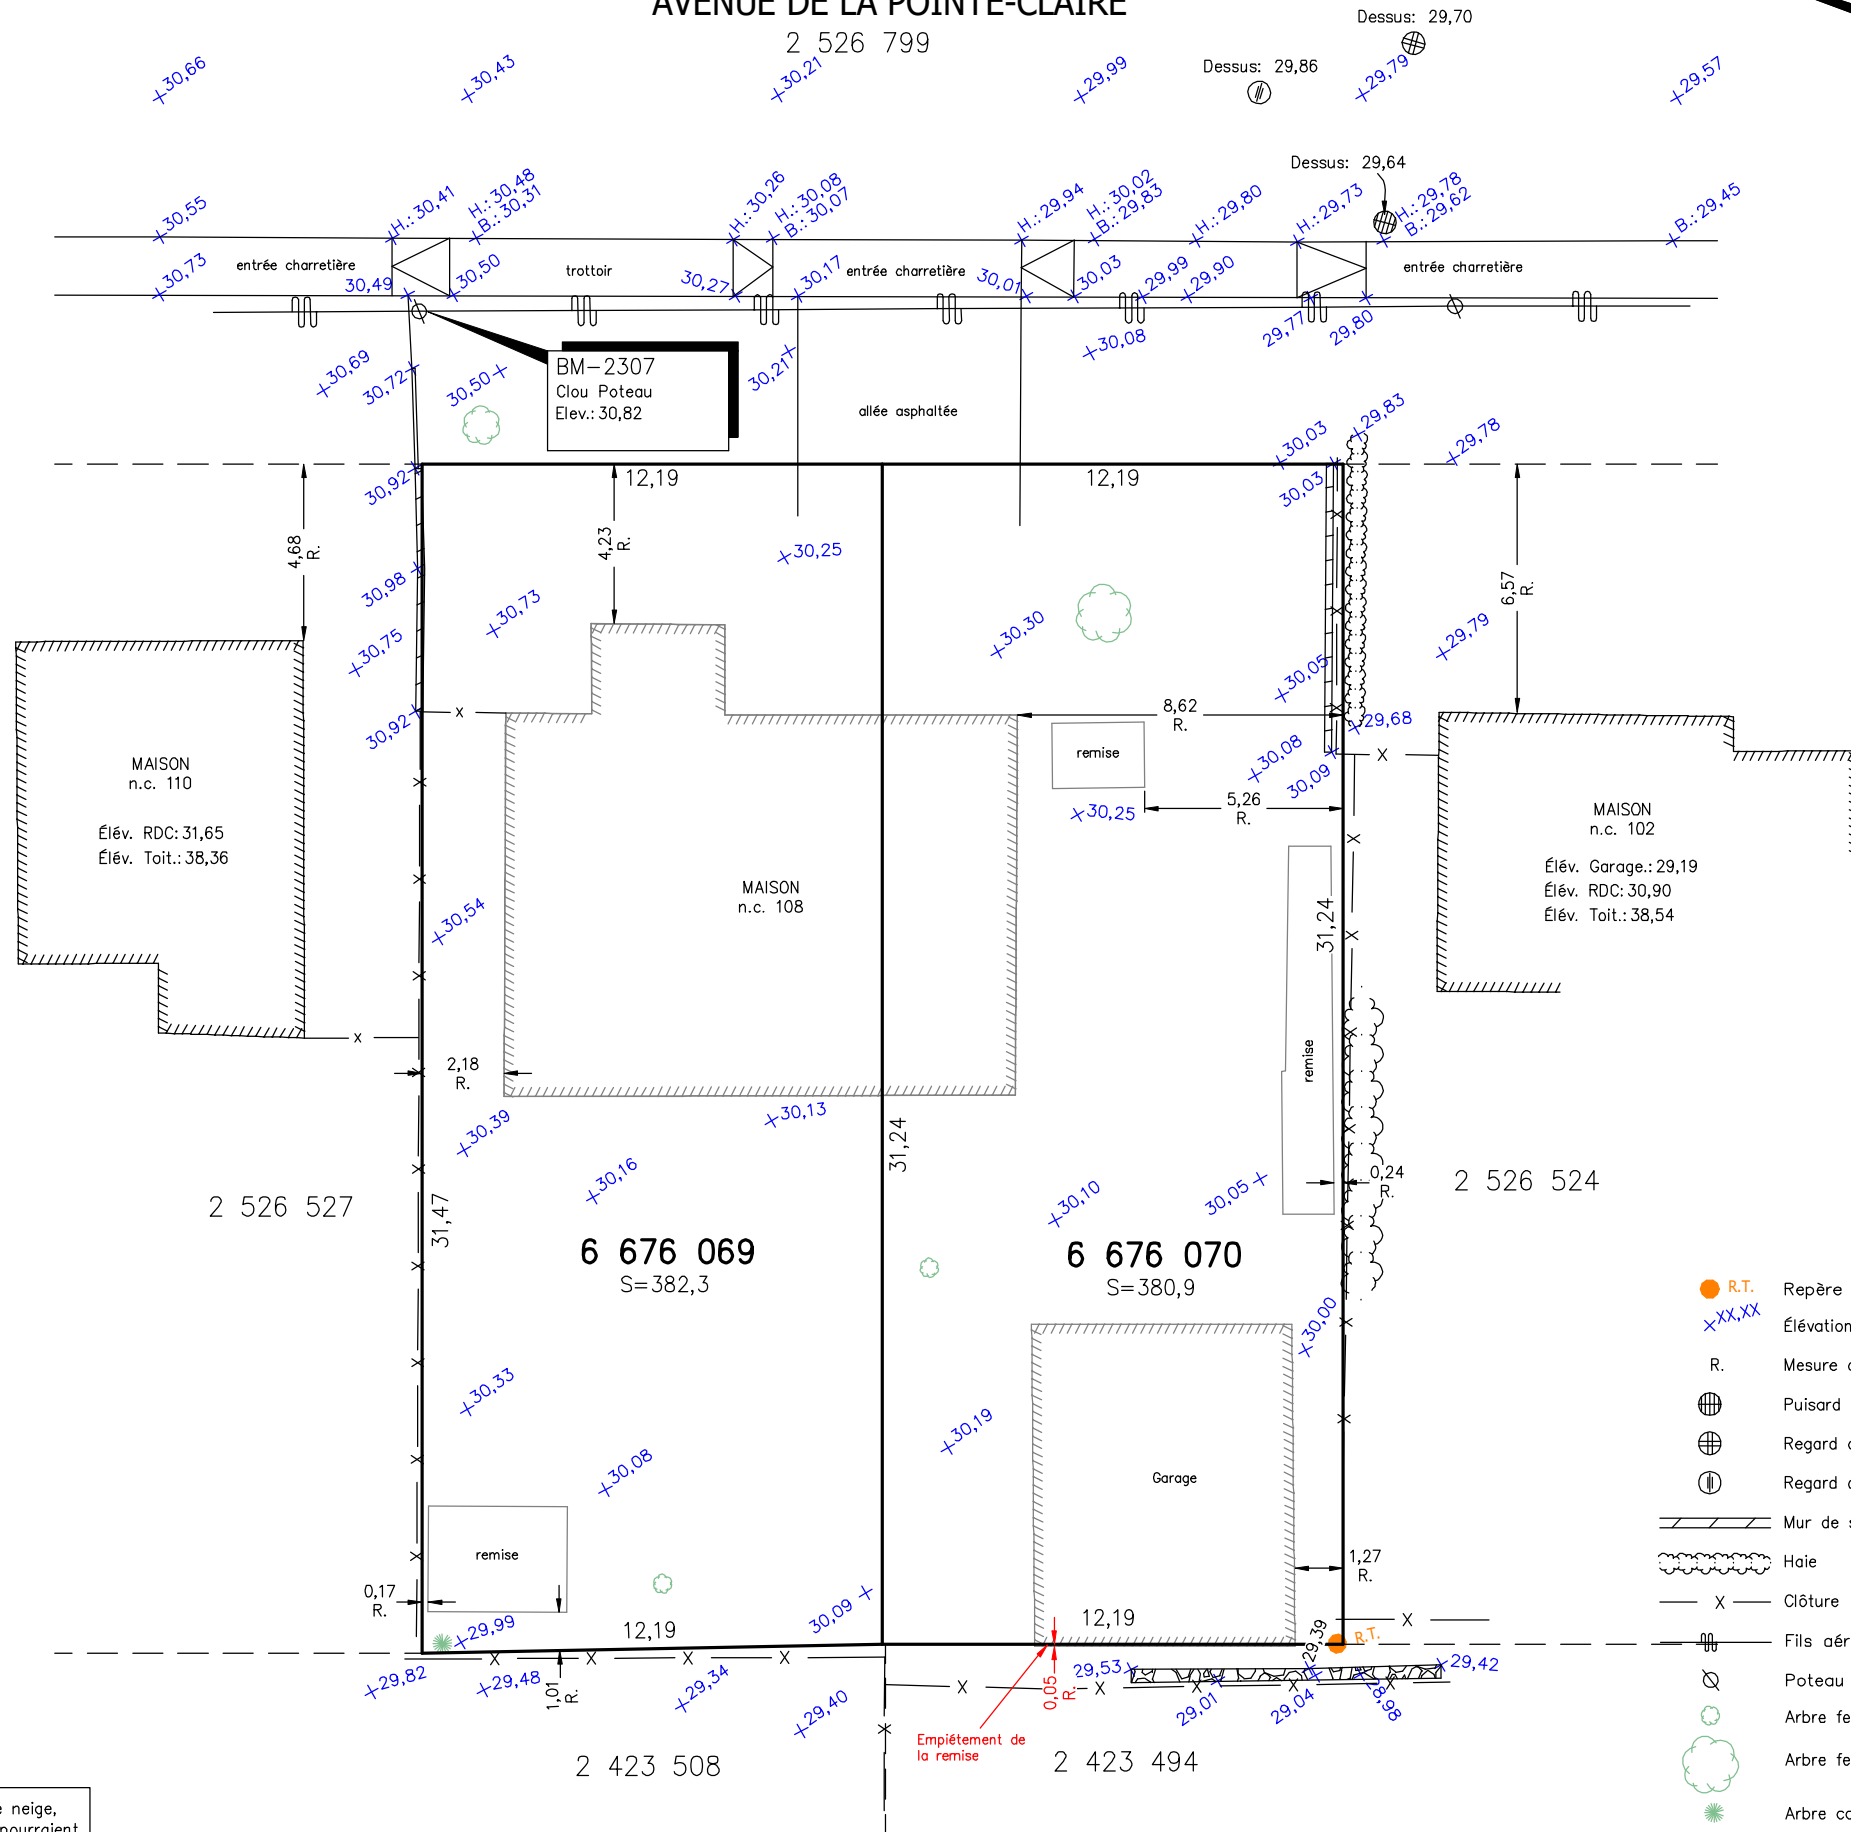 AVENUE DE LA POINTE-CLAIRE
2 526 799
Dessus: 29,70
Dessus: 29,86
30,66
30,43
30,21
29,99
29,79
29,57
Dessus: 29,64
30,55
H.: 30,41
H.: 30,48
B.: 30,31
H.: 30,26
H.: 30,08
B.: 30,07
H.: 29,94
H.: 30,02
B.: 29,83
H.: 29,80
H.: 29,73
H.: 29,78
B.: 29,62
B.: 29,45
30,73
entrée charretière
30,49
30,50
trottoir
30,27
30,17
entrée charretière
30,01
30,03
29,99
29,90
29,77
29,80
entrée charretière
30,69
30,72
30,50
BM-2307
Clou Poteau
Elev.: 30,82
30,21
allée asphaltée
30,08
30,92
12,19
12,19
30,03
30,03
29,83
29,78
4,68
R.
4,23
R.
30,25
6,57
R.
30,98
30,73
30,75
30,30
30,05
29,79
30,92
X
8,62
R.
29,68
remise
30,08
30,09
X
MAISON
n.c. 110
Élév. RDC: 31,65
Élév. Toit.: 38,36
30,25
5,26
R.
MAISON
n.c. 102
Élév. Garage.: 29,19
Élév. RDC: 30,90
Élév. Toit.: 38,54
MAISON
n.c. 108
30,54
31,24
remise
X
2,18
R.
30,39
30,13
31,24
30,16
30,10
30,05
0,24
R.
2 526 527
31,47
2 526 524
6 676 069
S=382,3
6 676 070
S=380,9
30,00
30,33
30,19
30,08
Garage
remise
0,17
R.
1,27
R.
29,99
12,19
30,09
12,19
29,39
R.T.
29,82
29,48
1,01
R.
29,34
29,40
0,05
R.
29,53
29,01
29,04
28,98
29,42
Empiétement de
la remise
2 423 508
2 423 494
R.T. Repère
XX,XX Élévation
R. Mesure
Puisard
Regard
Regard
Mur de
Haie
X Clôture
Fils
Poteau
Arbre
Arbre
Arbre
neige,
pourraient